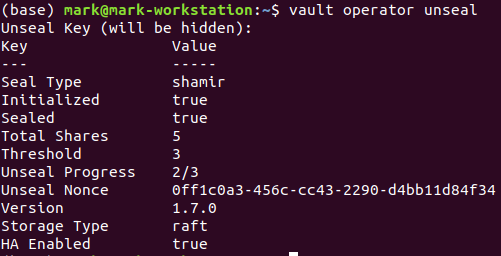 (base) mark@mark-workstation:~$ vault operator unseal
Unseal Key (will be hidden):
Key Value
--- -----
Seal Type shamir
Initialized true
Sealed true
Total Shares 5
Threshold 3
Unseal Progress 2/3
Unseal Nonce 0ff1c0a3-456c-cc43-2290-d4bb11d84f34
Version 1.7.0
Storage Type raft
HA Enabled true